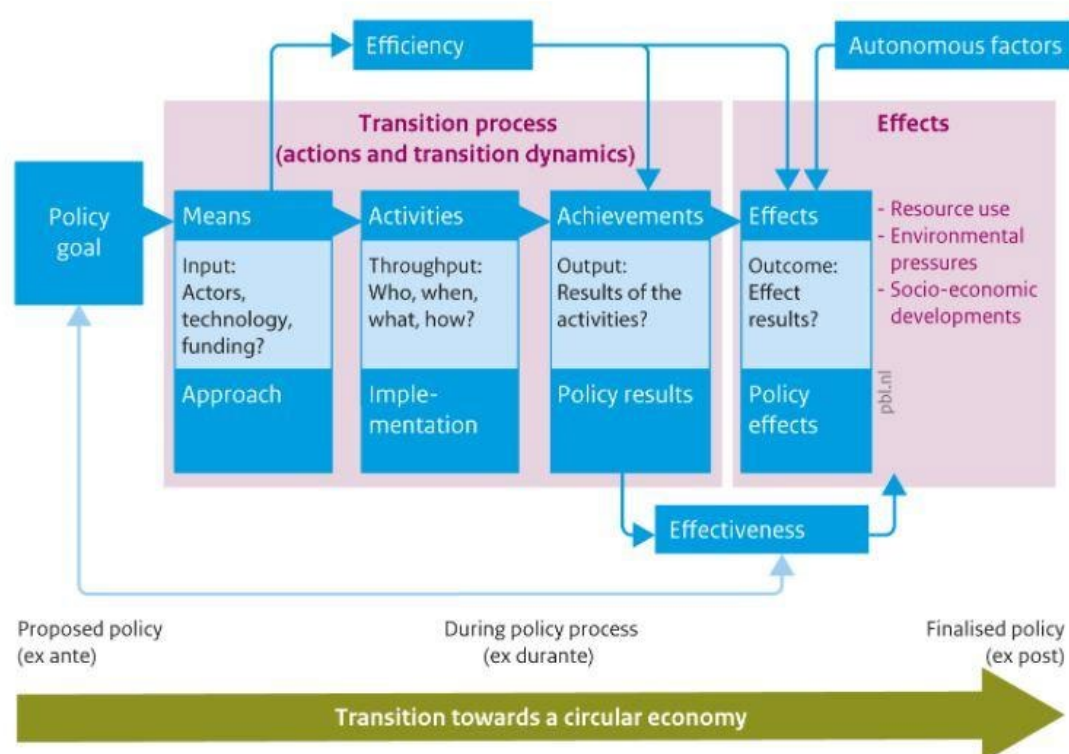 Efficiency
Autonomous factors
Transition process
(actions and transition dynamics)
Effects
Policy
goal
Means
Input:
Actors,
technology,
funding?
Approach
Activities
Throughput:
Who, when,
what, how?
Imple-
mentation
Achievements
Output:
Results of the
activities?
Policy results
Effects
Outcome:
Effect
results?
Policy
effects
- Resource use
- Environmental
pressures
- Socio-economic
developments
pbl.nl
Effectiveness
Proposed policy
(ex ante)
During policy process
(ex durante)
Finalised policy
(ex post)
Transition towards a circular economy